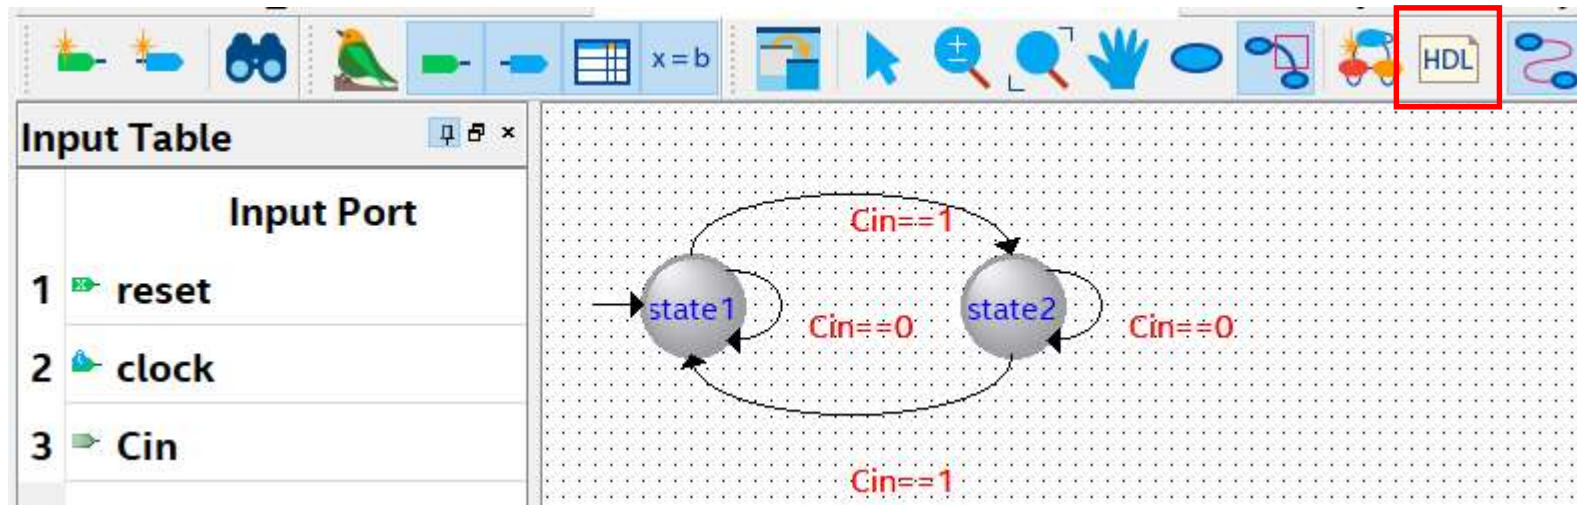 x=b
HDL
Input Table
Input Port
1 reset
2 clock
3 Cin
Cin==1
state1
state2
Cin==0
Cin==0
Cin==1